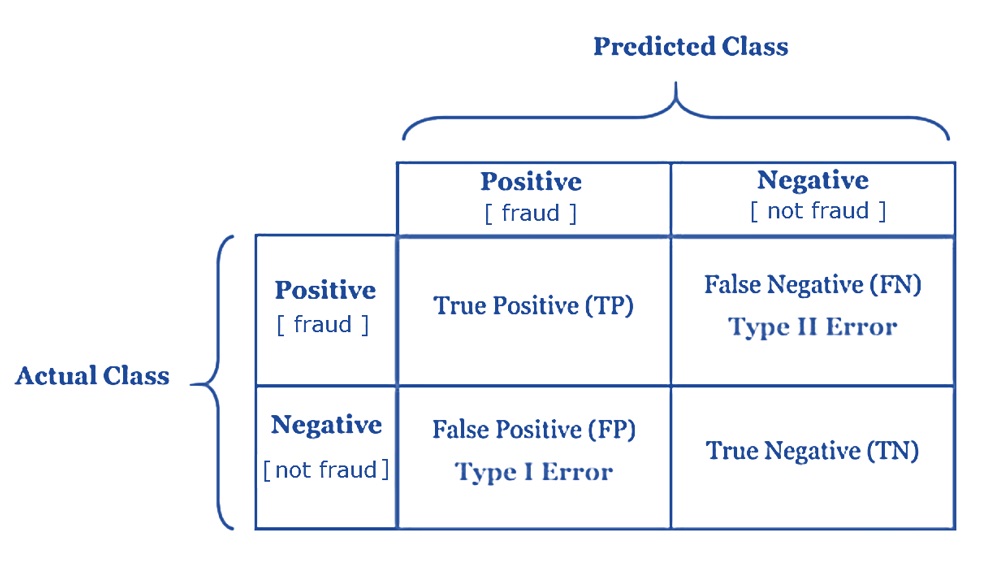 Predicted Class
Positive
[ fraud ]
Negative
[ not fraud ]
Actual Class
Positive
[ fraud ]
True Positive (TP)
False Negative (FN)
Type II Error
Negative
[not fraud]
False Positive (FP)
Type I Error
True Negative (TN)